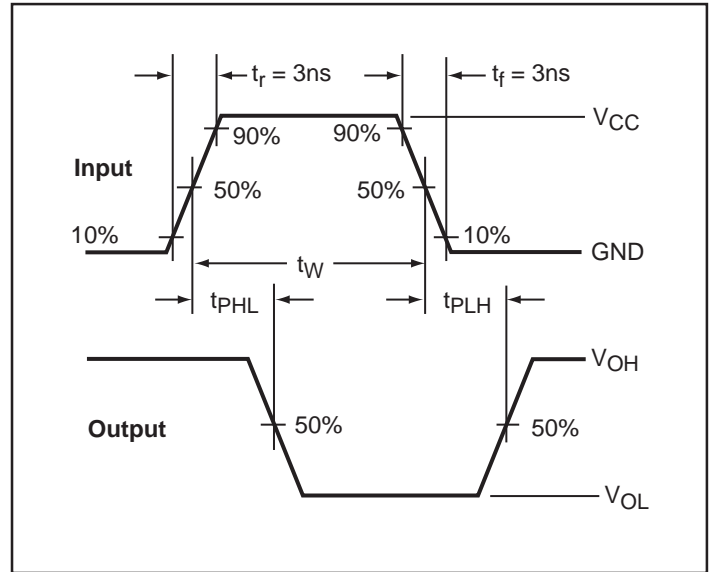 tr = 3ns
tf = 3ns
VCC
90%
90%
Input
50%
50%
10%
10%
GND
tW
tPHL
tPLH
VOH
Output
50%
50%
VOL